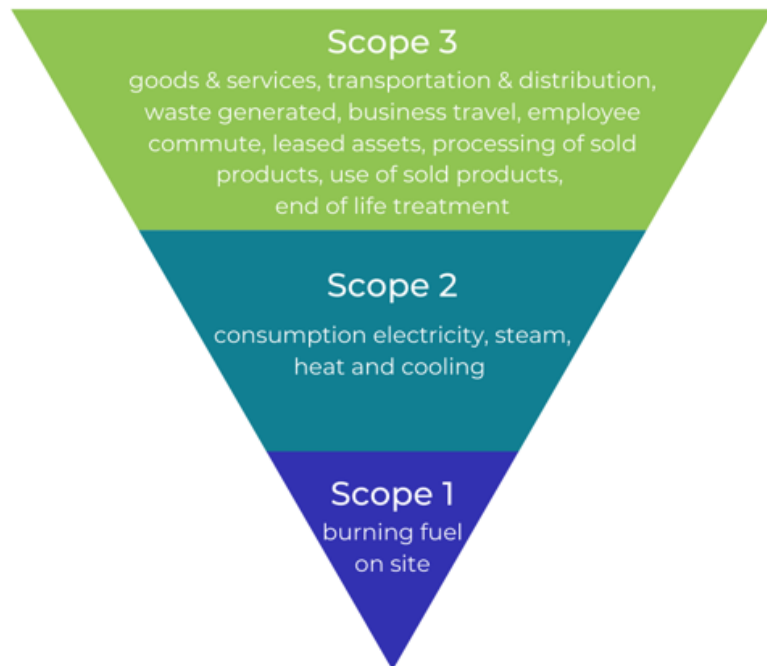 Scope 3
goods & services, transportation & distribution,
waste generated, business travel, employee
commute, leased assets, processing of sold
products, use of sold products,
end of life treatment
Scope 2
consumption electricity, steam,
heat and cooling
Scope 1
burning fuel
on site